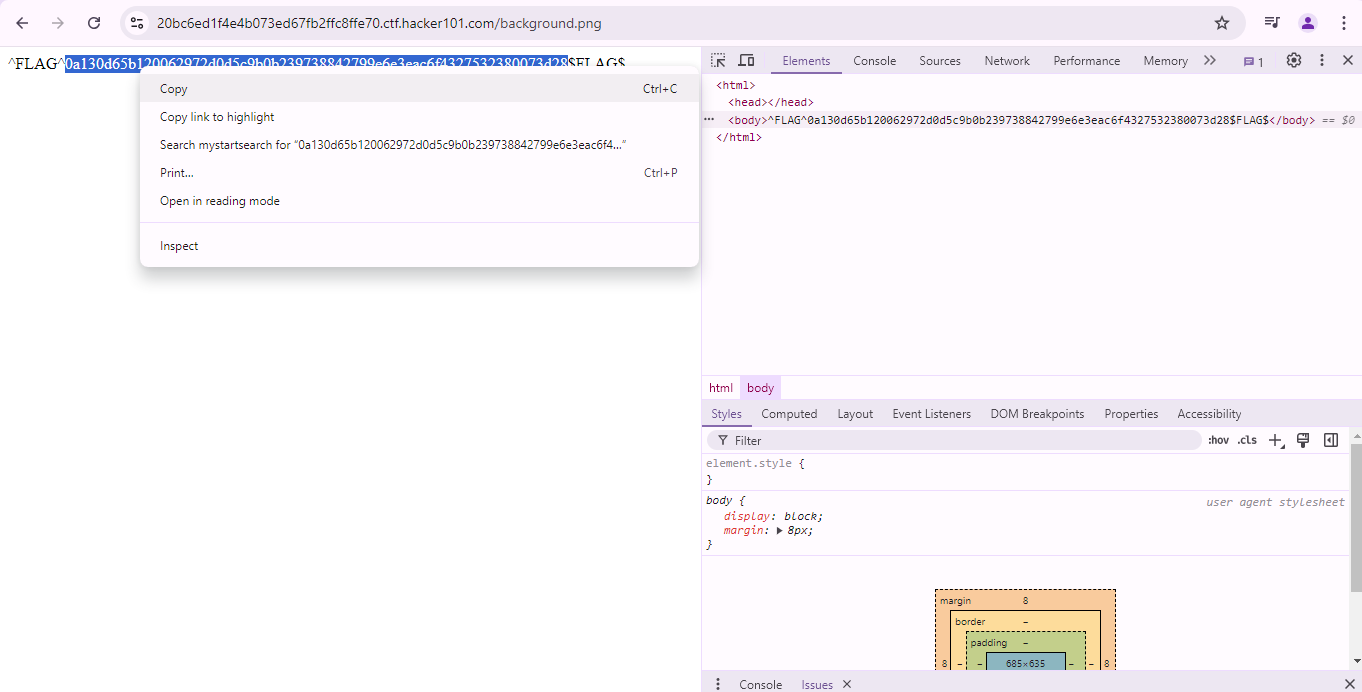 20bc6ed1f4e4b073ed67fb2ffc8ffe70.ctf.hacker101.com/background.png
^FLAG^0a130d65b120062972d0d5c9b0b239738842799e6e3eac6f4327532380073d28$FLAG$
Copy Ctrl+C
Copy link to highlight
Search mystartsearch for “0a130d65b120062972d0d5c9b0b239738842799e6e3eac6f4...”
Print... Ctrl+P
Open in reading mode
Inspect
Elements Console Sources Network Performance Memory 1
<html>
<head></head>
<body>^FLAG^0a130d65b120062972d0d5c9b0b239738842799e6e3eac6f4327532380073d28$FLAG$</body> == $0
</html>
html body
Styles Computed Layout Event Listeners DOM Breakpoints Properties Accessibility
Filter :hov .cls
element.style {
}
body { user agent stylesheet
display: block;
margin: 8px;
}
margin 8
border –
padding –
8 – – 685×635 – – 8
Console Issues